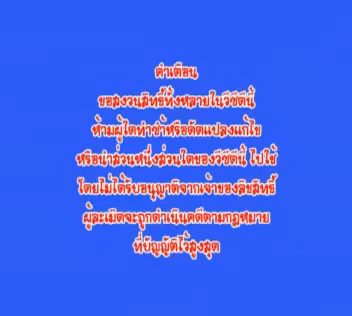 คำเตือน
ขอสงวนสิทธิ์ทั้งหลายในวีซีดีนี้
ห้ามผู้ใดทำซ้ำหรือดัดแปลงแก้ไข
หรือนำส่วนหนึ่งส่วนใดของวีซีดีนี้ ไปใช้
โดยไม่ได้รับอนุญาติจากเจ้าของลิขสิทธิ์
ผู้ละเมิดจะถูกดำเนินคดีตามกฎหมาย
ที่บัญญัติไว้สูงสุด